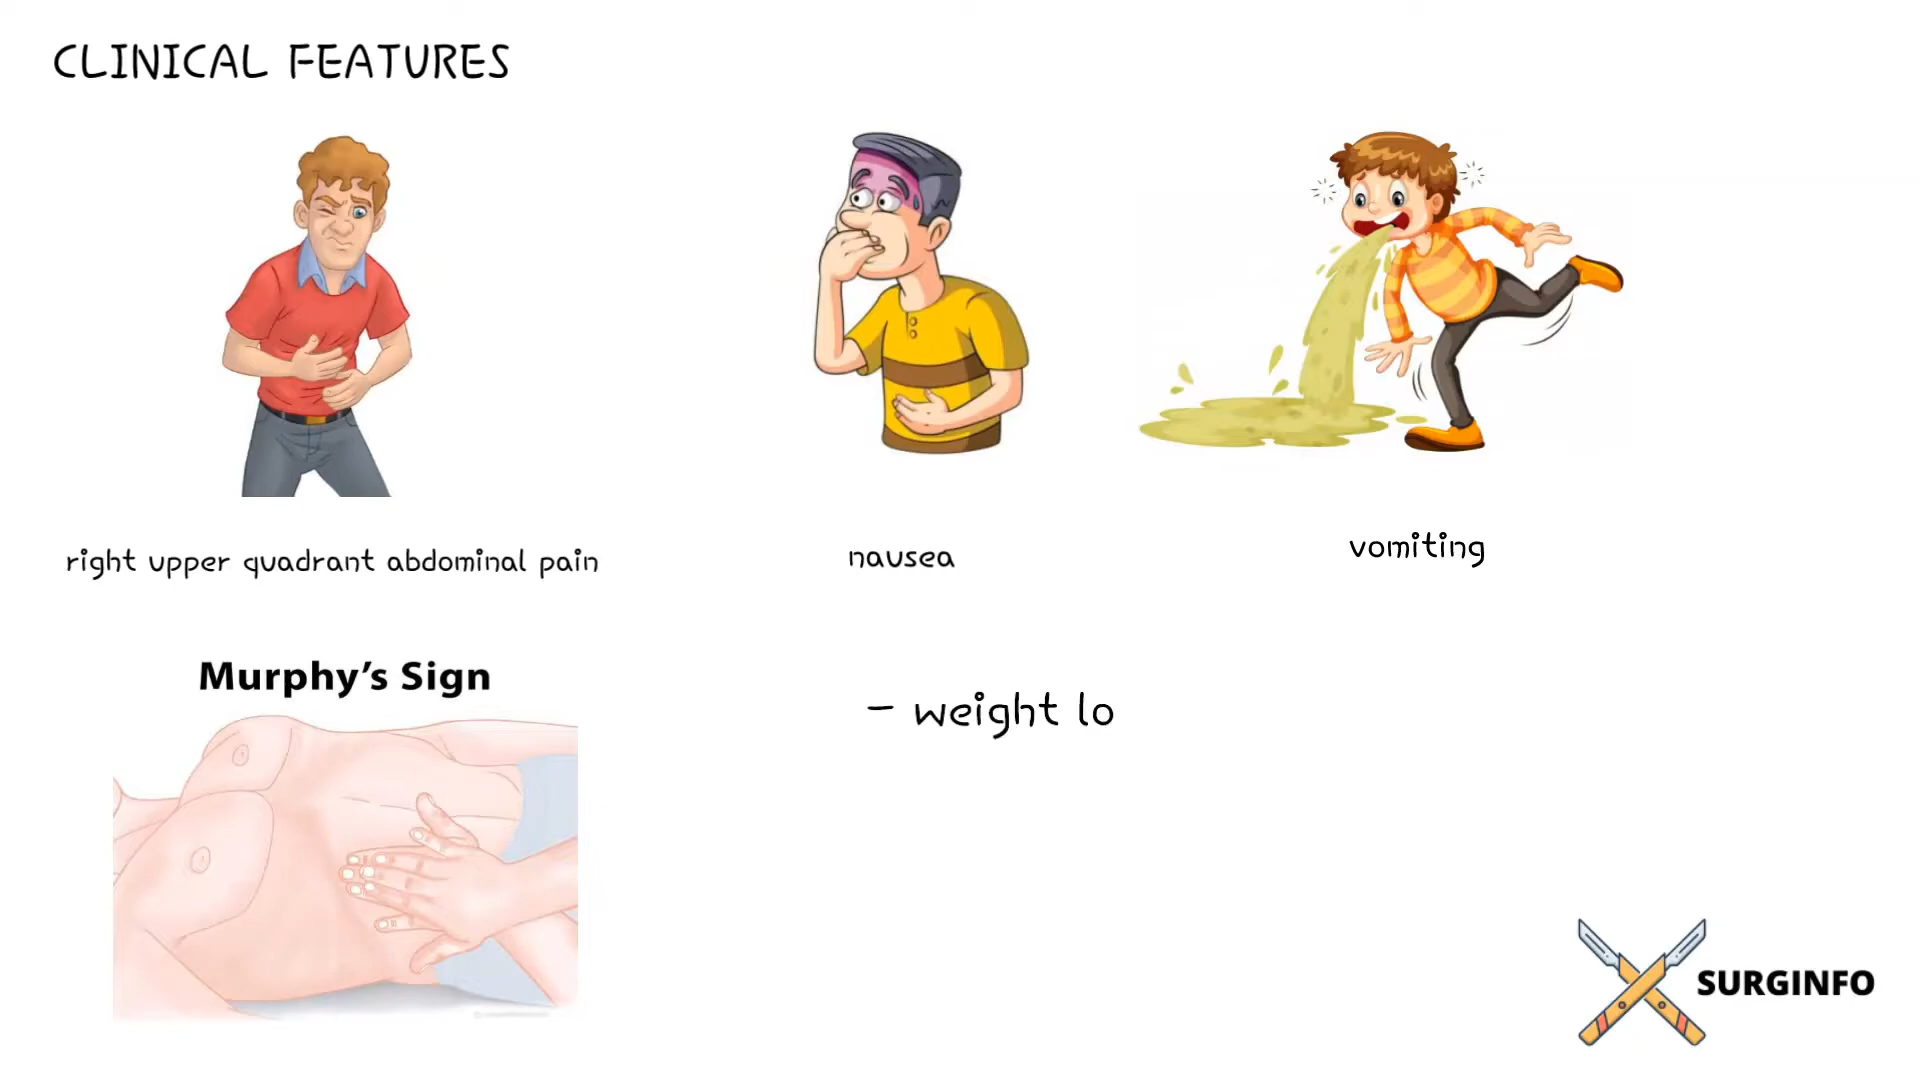 CLINICAL FEATURES
right upper quadrant abdominal pain
nausea
vomiting
Murphy's Sign
- weight lo
SURGINFO